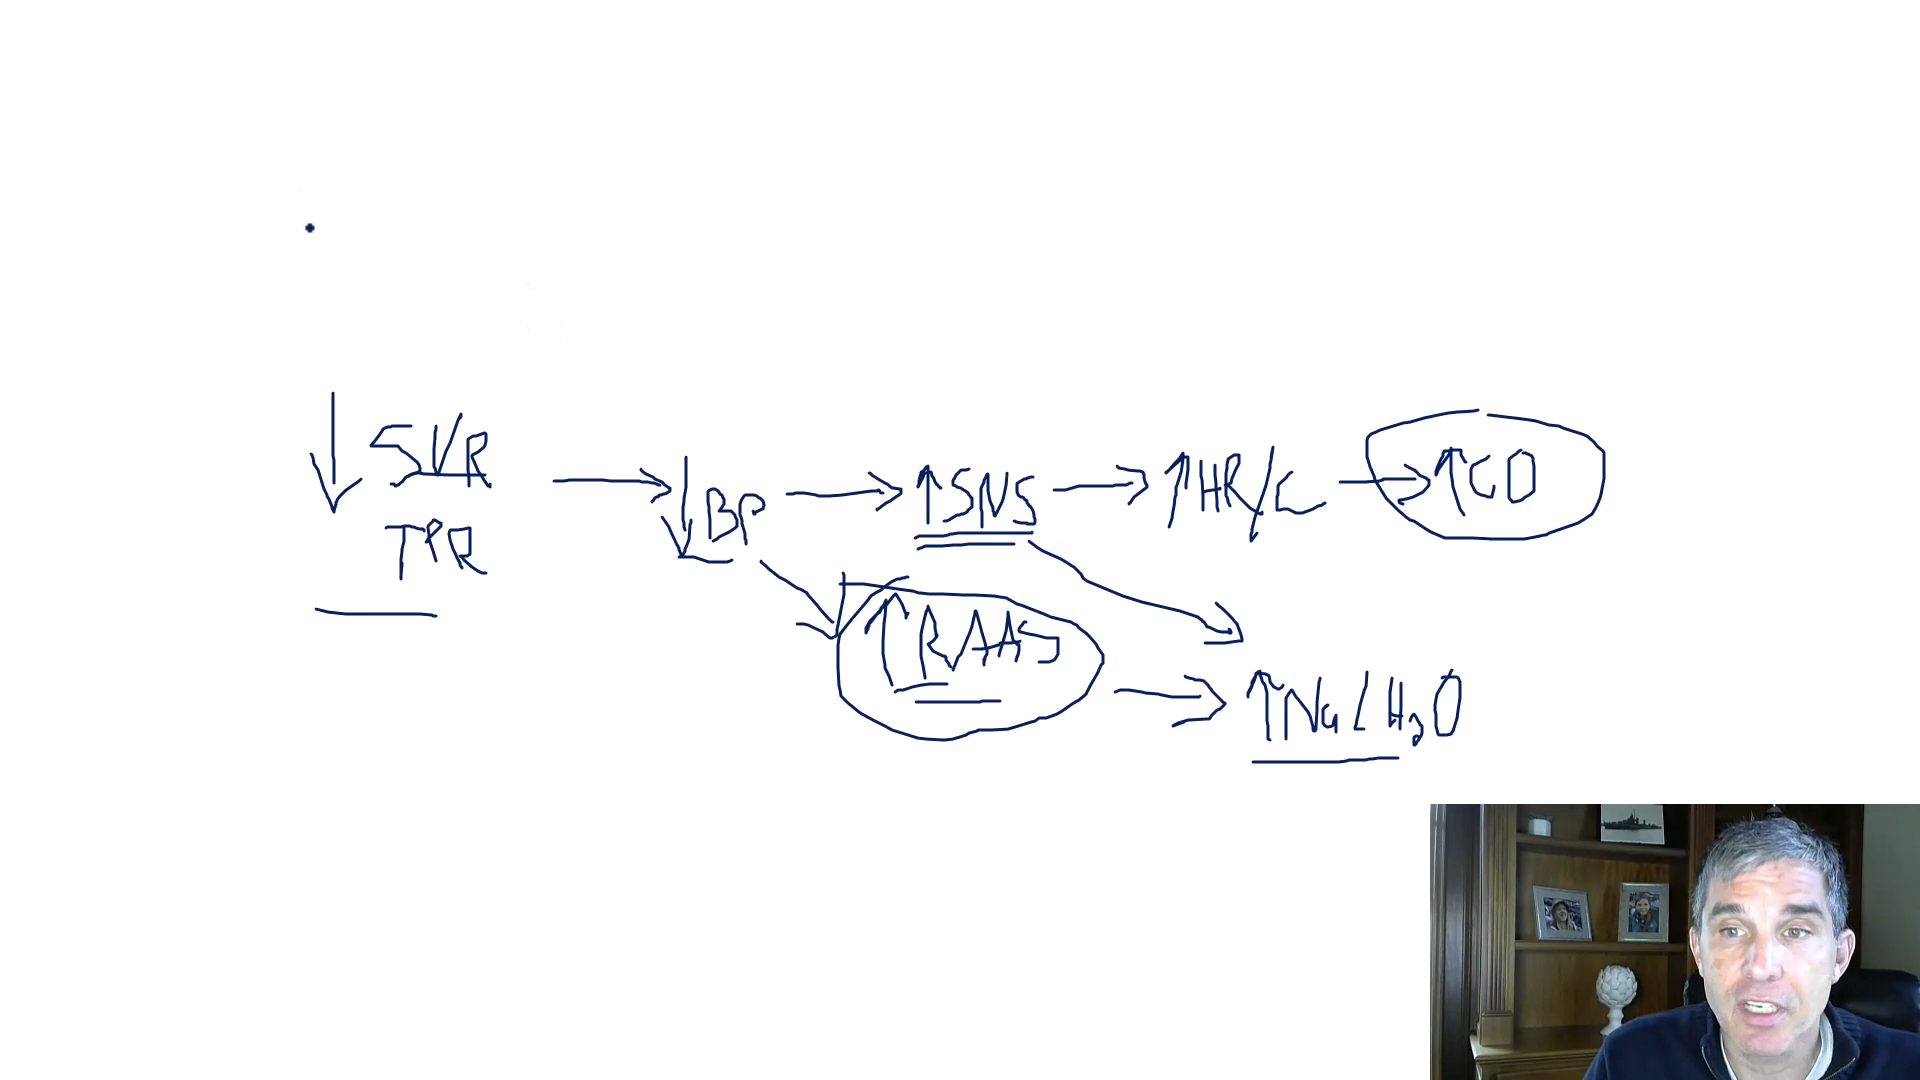 ↓ SVR
TPR
→ ↓ BP → ↑ SNS → ↑ HR/C → ↑ CO
↑ RAAS → ↑ Na / H2O